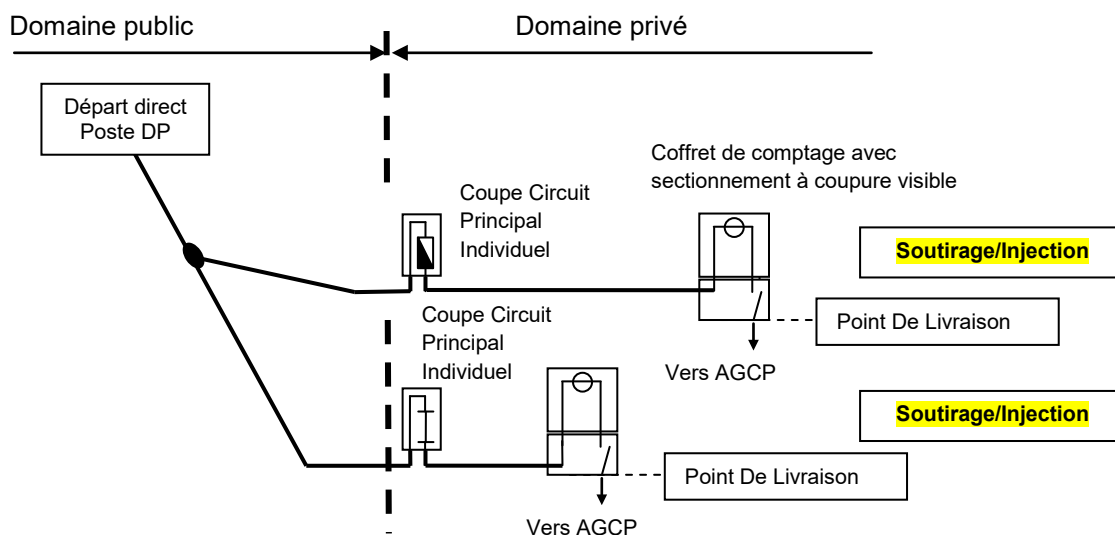 Domaine public
Domaine privé
Départ direct
Poste DP
Coffret de comptage avec
sectionnement à coupure visible
Coupe Circuit
Principal
Individuel
Soutirage/Injection
Point De Livraison
Vers AGCP
Coupe Circuit
Principal
Individuel
Soutirage/Injection
Point De Livraison
Vers AGCP